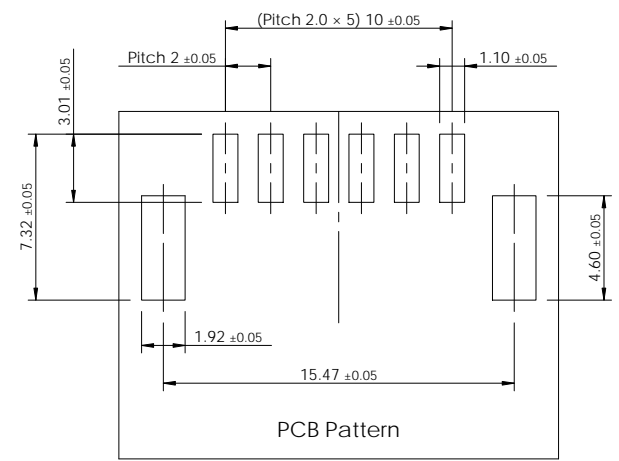 (Pitch 2.0 × 5) 10 ±0.05
Pitch 2 ±0.05
1.10 ±0.05
3.01 ±0.05
7.32 ±0.05
4.60 ±0.05
1.92 ±0.05
15.47 ±0.05
PCB Pattern